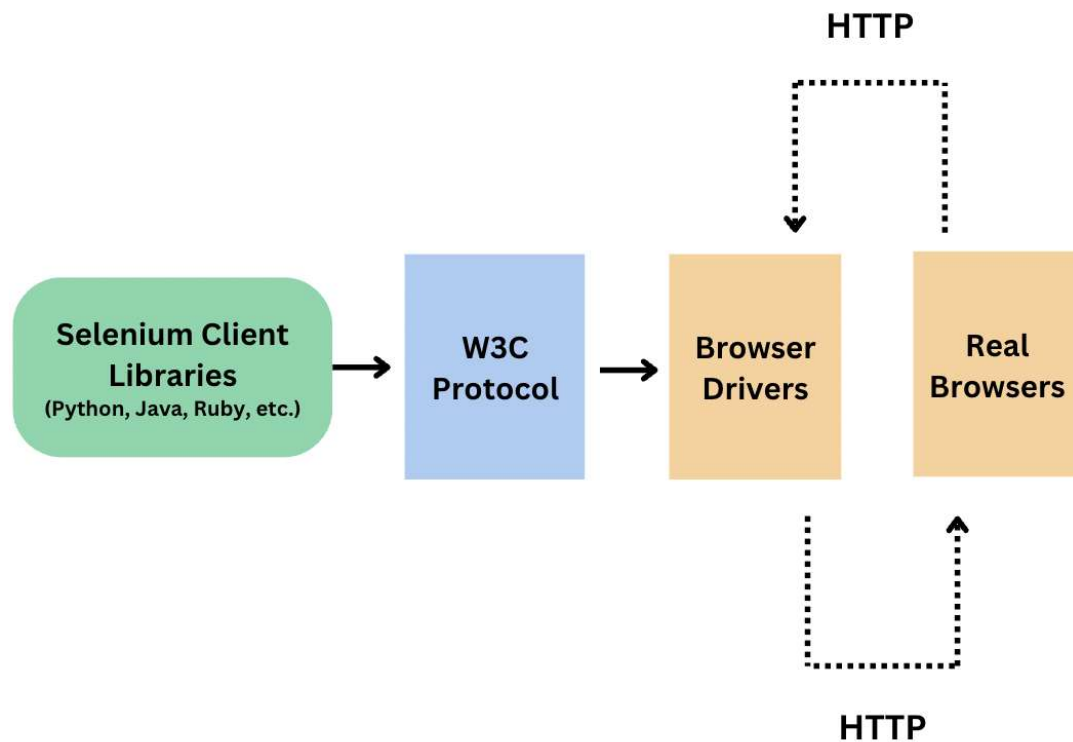 HTTP
Selenium Client
Libraries
(Python, Java, Ruby, etc.)
W3C
Protocol
Browser
Drivers
Real
Browsers
HTTP